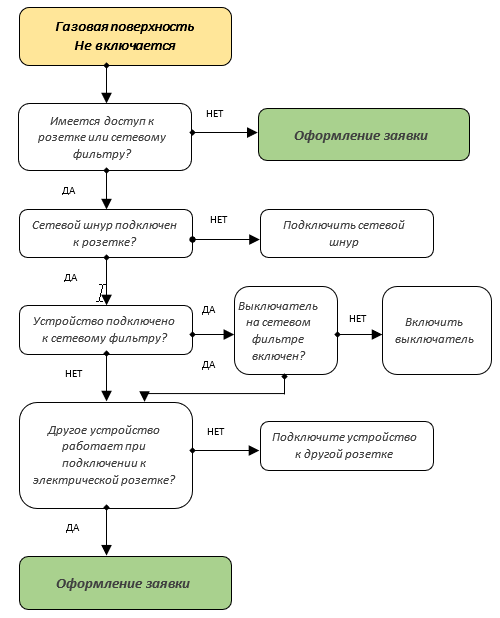 Газовая поверхность
Не включается
Имеется доступ к
розетке или сетевому
фильтру?
НЕТ
Оформление заявки
ДА
Сетевой шнур подключен
к розетке?
НЕТ
Подключить сетевой
шнур
ДА
Устройство подключено
к сетевому фильтру?
ДА
Выключатель
на сетевом
фильтре
включен?
НЕТ
Включить
выключатель
ДА
НЕТ
Другое устройство
работает при
подключении к
электрической розетке?
НЕТ
Подключите устройство
к другой розетке
ДА
Оформление заявки